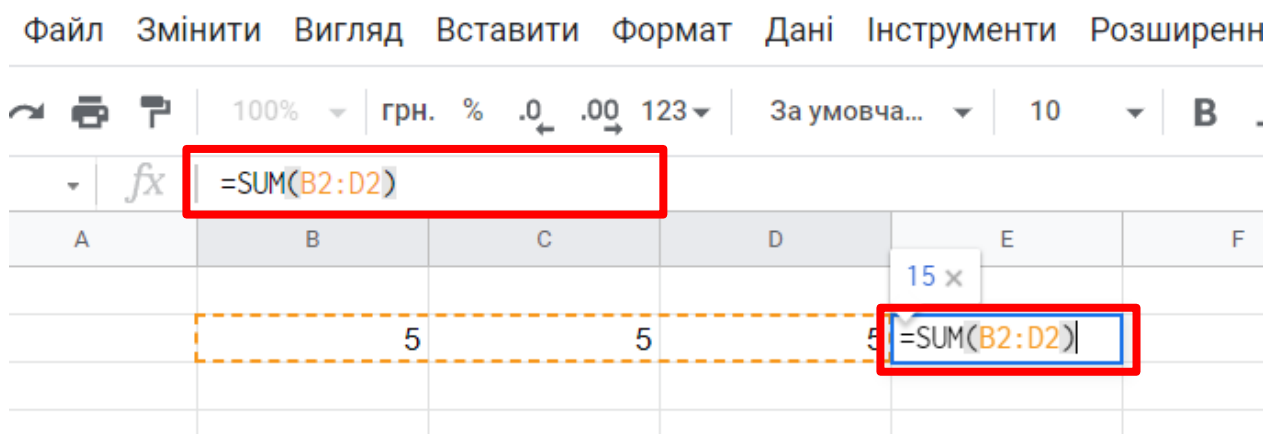 Файл Змінити Вигляд Вставити Формат Дані Інструменти Розширенн
100% грн. % .0 .00 123 За умовча... 10 B
fx =SUM(B2:D2)
A B C D E F
15 ×
5 5 5 =SUM(B2:D2)